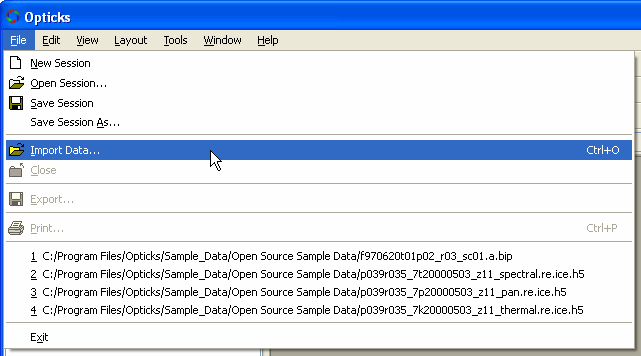 Opticks
File Edit View Layout Tools Window Help
New Session
Open Session...
Save Session
Save Session As...
Import Data... Ctrl+O
Close
Export...
Print... Ctrl+P
1 C:/Program Files/Opticks/Sample_Data/Open Source Sample Data/f970620t01p02_r03_sc01.a.bip
2 C:/Program Files/Opticks/Sample_Data/Open Source Sample Data/p039r035_7t20000503_z11_spectral.re.ice.h5
3 C:/Program Files/Opticks/Sample_Data/Open Source Sample Data/p039r035_7p20000503_z11_pan.re.ice.h5
4 C:/Program Files/Opticks/Sample_Data/Open Source Sample Data/p039r035_7k20000503_z11_thermal.re.ice.h5
Exit